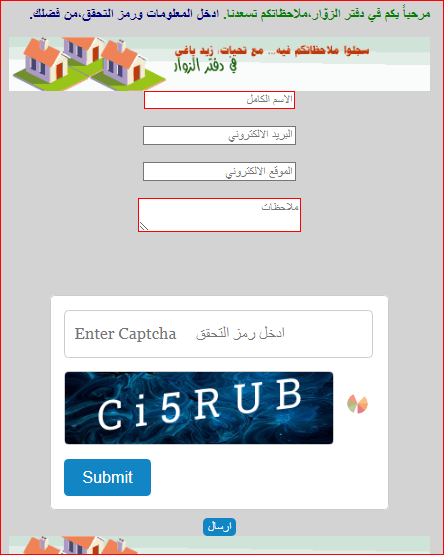 مرحباً بكم في دفتر الزوّار،ملاحظاتكم تسعدنا. ادخل المعلومات ورمز التحقق،من فضلك.
سجلوا ملاحظاتكم فيه... مع تحيات: زيد يافي
في دفتر الزوار
الاسم الكامل
البريد الالكتروني
الموقع الالكتروني
ملاحظات
Enter Captcha ادخل رمز التحقق
Ci5RUB
Submit
ارسال